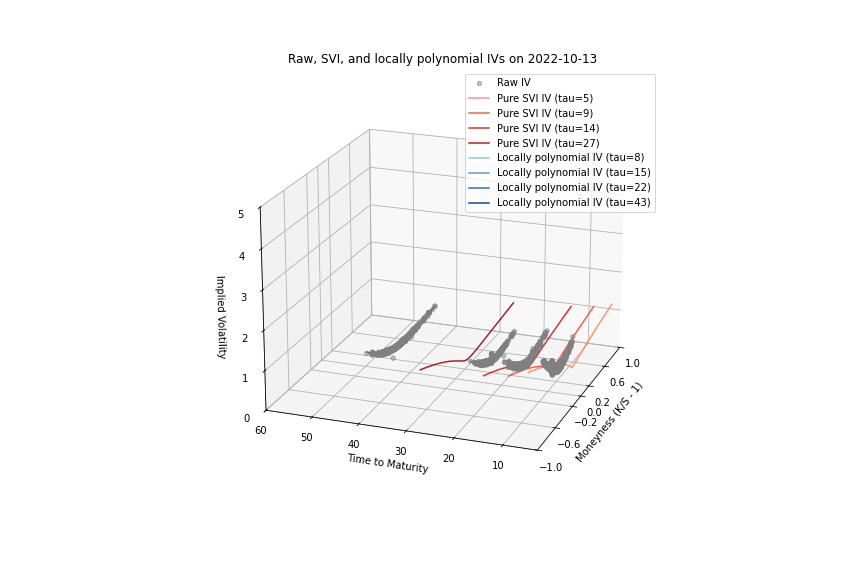 Raw, SVI, and locally polynomial IVs on 2022-10-13
Raw IV
Pure SVI IV (tau=5)
Pure SVI IV (tau=9)
Pure SVI IV (tau=14)
Pure SVI IV (tau=27)
Locally polynomial IV (tau=8)
Locally polynomial IV (tau=15)
Locally polynomial IV (tau=22)
Locally polynomial IV (tau=43)
5
4
3
2
1
0
Implied Volatility
60
50
40
30
20
10
Time to Maturity
1.0
0.6
0.2
0.0
−0.2
−0.6
−1.0
Moneyness (K/S - 1)